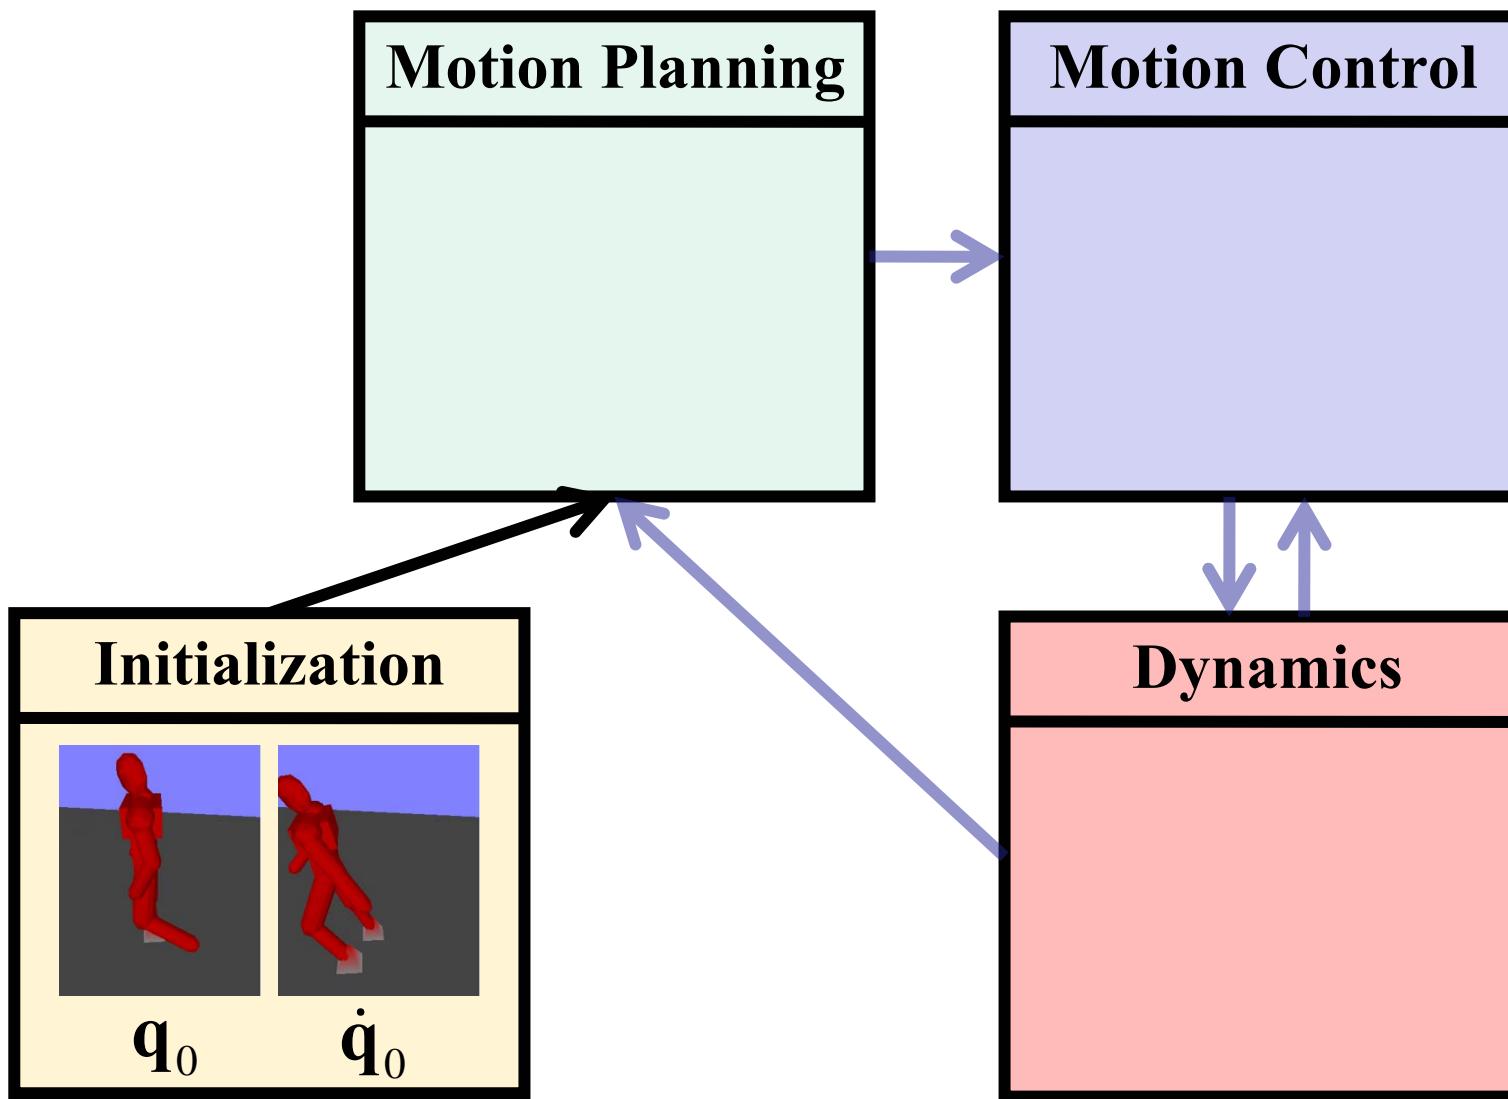 Motion Planning
Motion Control
Initialization
Dynamics
q₀ q̇₀